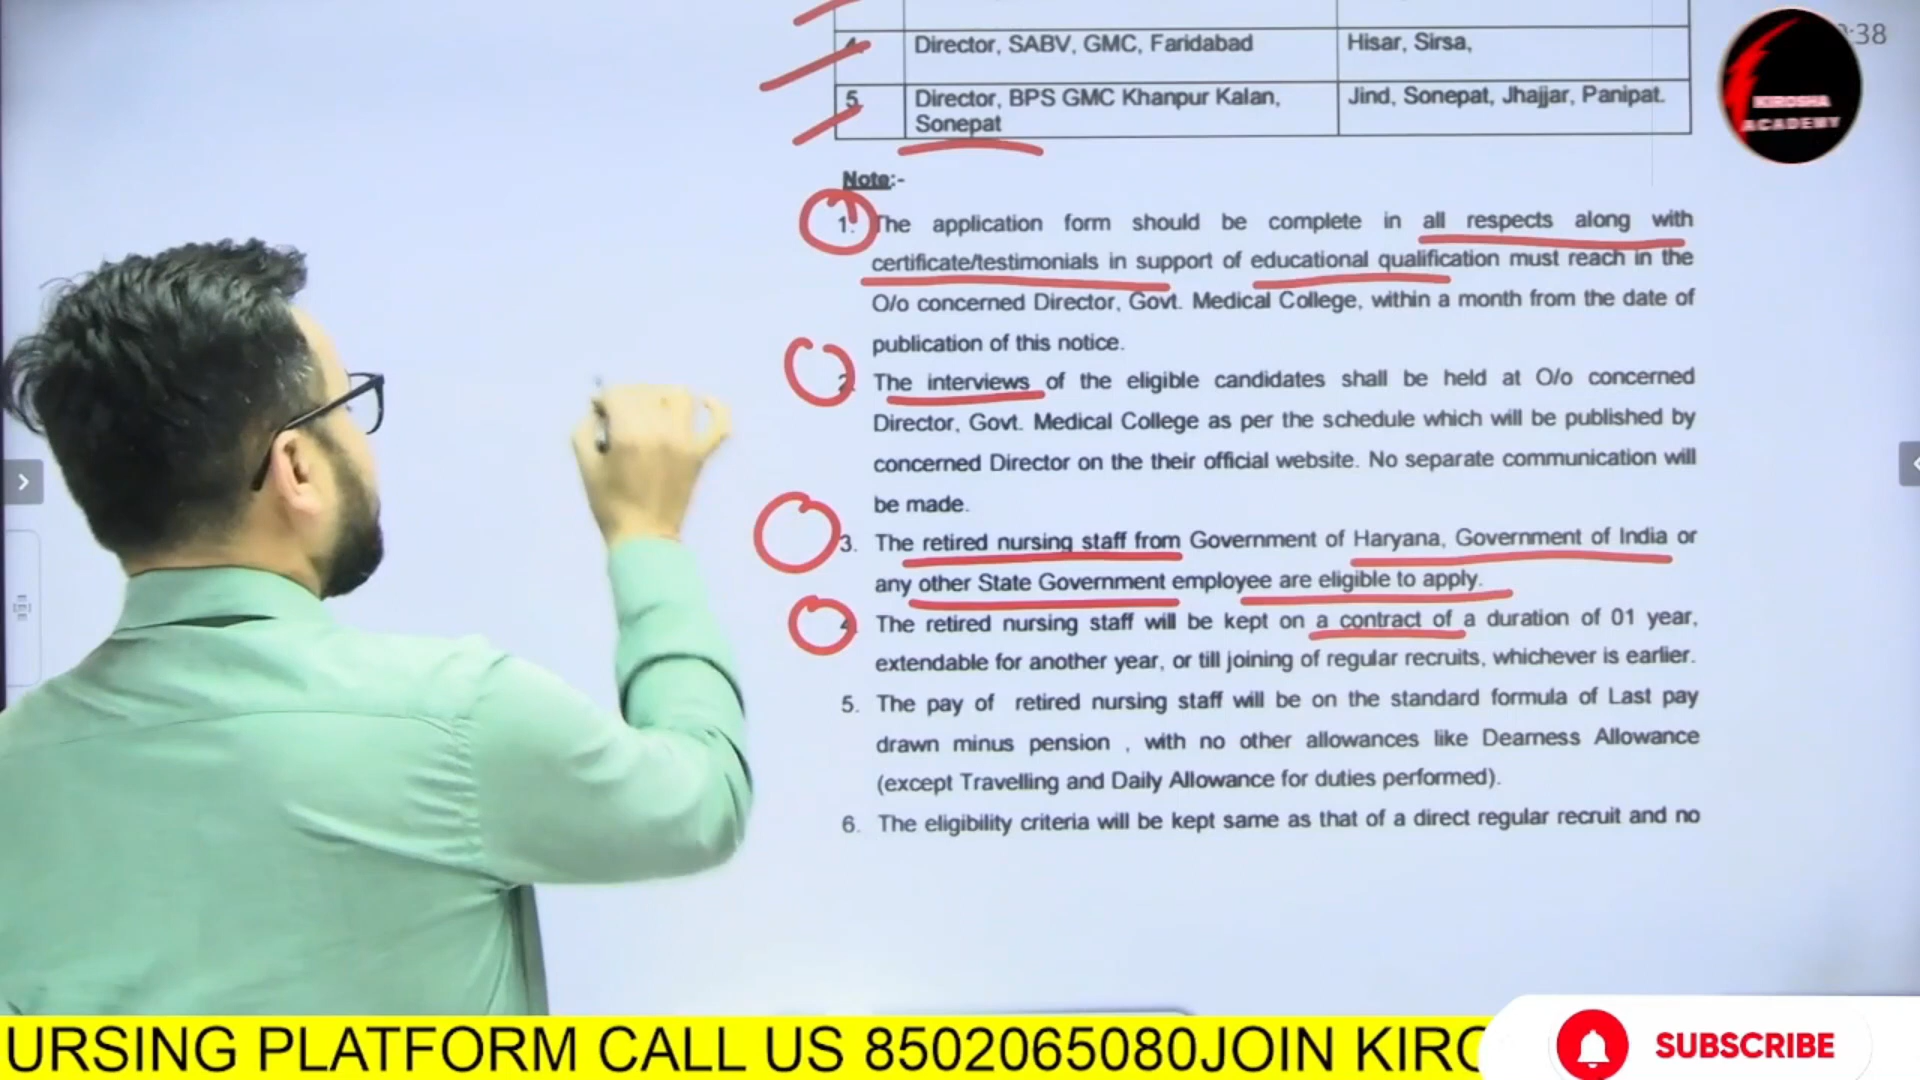 :38
4. Director, SABV, GMC, Faridabad Hisar, Sirsa,
5. Director, BPS GMC Khanpur Kalan, Jind, Sonepat, Jhajjar, Panipat.
Sonepat
KIROSHA
ACADEMY
Note:-
1. The application form should be complete in all respects along with
certificate/testimonials in support of educational qualification must reach in the
O/o concerned Director, Govt. Medical College, within a month from the date of
publication of this notice.
2. The interviews of the eligible candidates shall be held at O/o concerned
Director, Govt. Medical College as per the schedule which will be published by
concerned Director on the their official website. No separate communication will
be made.
3. The retired nursing staff from Government of Haryana, Government of India or
any other State Government employee are eligible to apply.
4. The retired nursing staff will be kept on a contract of a duration of 01 year,
extendable for another year, or till joining of regular recruits, whichever is earlier.
5. The pay of retired nursing staff will be on the standard formula of Last pay
drawn minus pension , with no other allowances like Dearness Allowance
(except Travelling and Daily Allowance for duties performed).
6. The eligibility criteria will be kept same as that of a direct regular recruit and no
URSING PLATFORM CALL US 8502065080JOIN KIRO
SUBSCRIBE